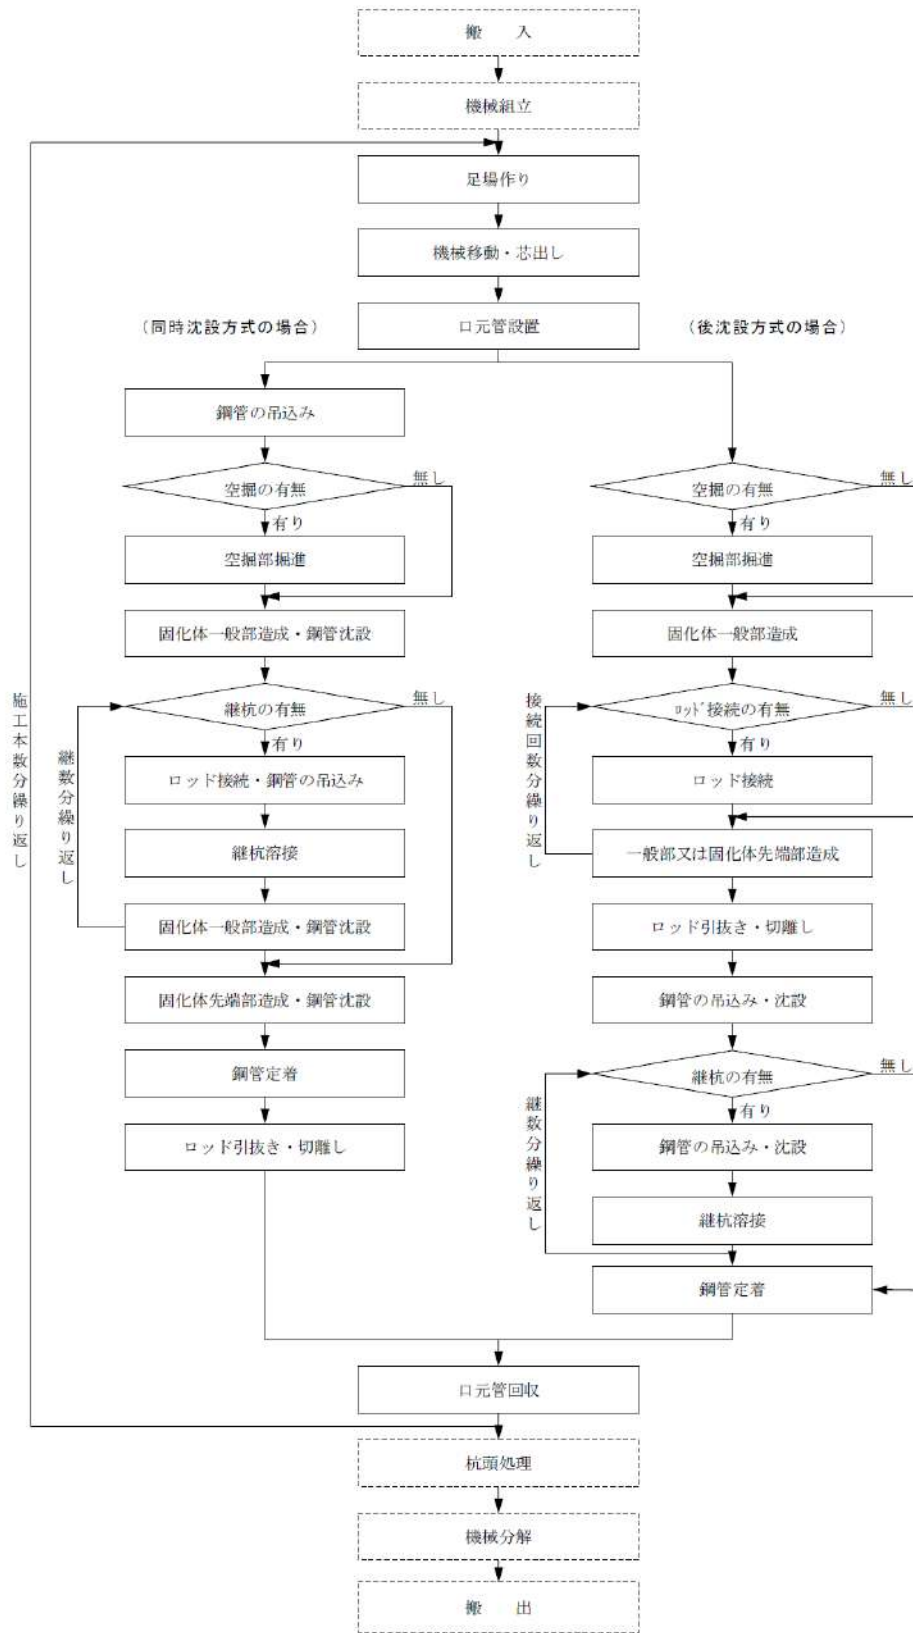 搬　入
機械組立
足場作り
機械移動・芯出し
口元管設置
（同時沈設方式の場合）
鋼管の吊込み
空掘の有無
無し
有り
空掘部掘進
固化体一般部造成・鋼管沈設
継杭の有無
無し
有り
ロッド接続・鋼管の吊込み
継杭溶接
固化体一般部造成・鋼管沈設
固化体先端部造成・鋼管沈設
鋼管定着
ロッド引抜き・切離し
継数分繰り返し
施工本数分繰り返し
（後沈設方式の場合）
空掘の有無
無し
有り
空掘部掘進
固化体一般部造成
ﾛｯﾄﾞ接続の有無
無し
有り
ロッド接続
一般部又は固化体先端部造成
接続回数分繰り返し
ロッド引抜き・切離し
鋼管の吊込み・沈設
継杭の有無
無し
有り
鋼管の吊込み・沈設
継杭溶接
継数分繰り返し
鋼管定着
口元管回収
杭頭処理
機械分解
搬　出